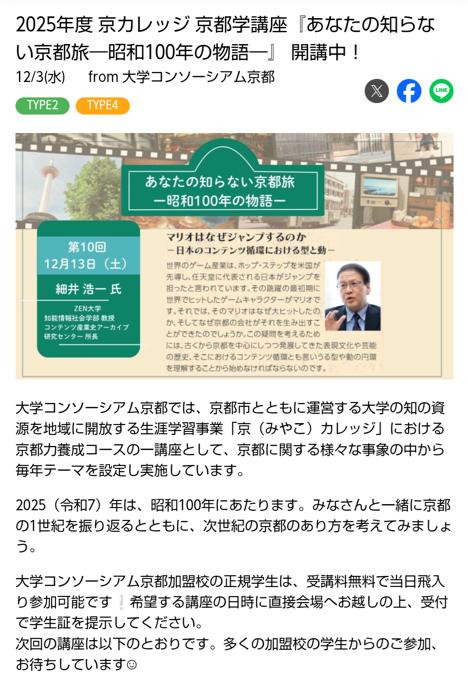 2025年度 京カレッジ 京都学講座『あなたの知らな
い京都旅―昭和100年の物語―』 開講中！
12/3(水) from 大学コンソーシアム京都
TYPE2 TYPE4
LINE
あなたの知らない京都旅
ー昭和100年の物語ー
第10回
12月13日（土）
細井 浩一 氏
ZEN大学
知能情報社会学部 教授
コンテンツ産業史アーカイブ
研究センター 所長
マリオはなぜジャンプするのか
－日本のコンテンツ循環における型と動－
世界のゲーム産業は、ホップ・ステップを米国が
先導し、任天堂に代表される日本がジャンプを
担ったと言われています。その跳躍の最初期に
世界でヒットしたゲームキャラクターがマリオで
す。それでは、そのマリオはなぜ大ヒットしたの
か、そしてなぜ京都の会社がそれを生み出すこ
とができたのでしょうか。この疑問を考えるため
には、古くから京都を中心にしつつ発展してきた表現文化や芸能
の歴史、そこにおけるコンテンツ循環とも言いうる型や動の円環
を理解することから始めなければならないのです。
大学コンソーシアム京都では、京都市とともに運営する大学の知の資
源を地域に開放する生涯学習事業「京（みやこ）カレッジ」における
京都力養成コースの一講座として、京都に関する様々な事象の中から
毎年テーマを設定し実施しています。
2025（令和7）年は、昭和100年にあたります。みなさんと一緒に京都
の1世紀を振り返るとともに、次世紀の京都のあり方を考えてみましょ
う。
大学コンソーシアム京都加盟校の正規学生は、受講料無料で当日飛入
り参加可能です❕希望する講座の日時に直接会場へお越しの上、受付
で学生証を提示してください。
次回の講座は以下のとおりです。多くの加盟校の学生からのご参加、
お待ちしています☺